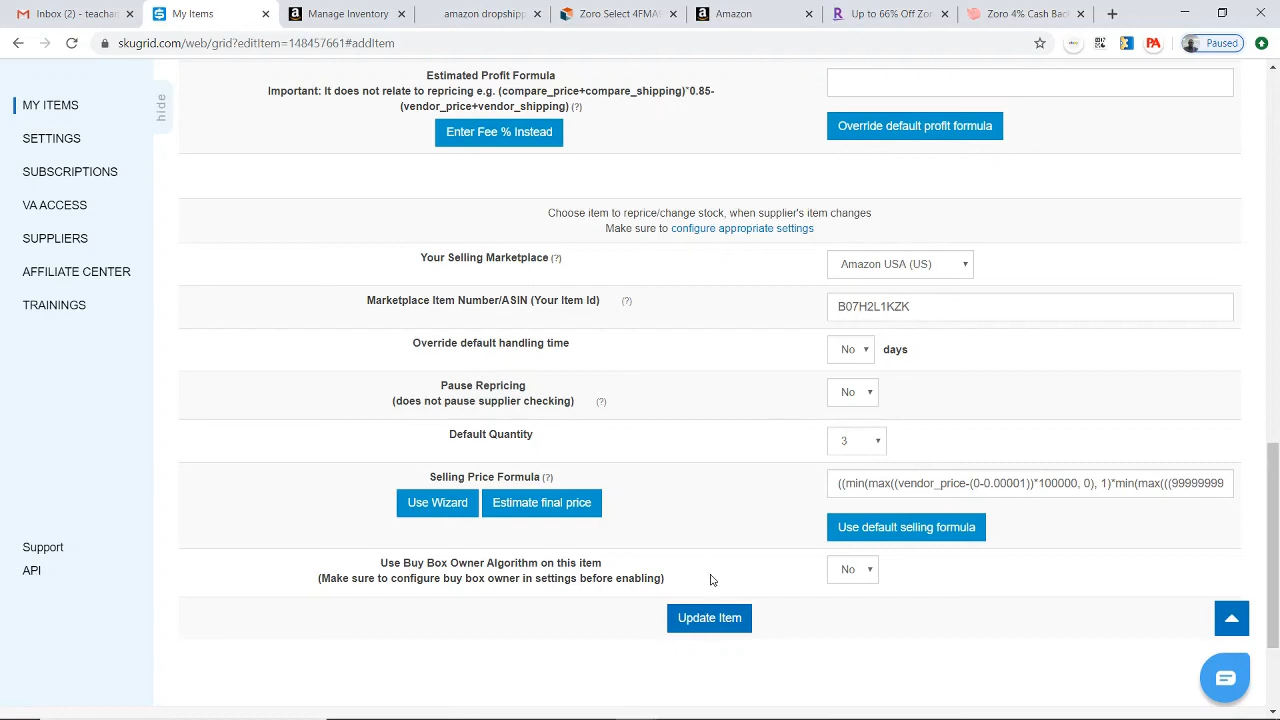 Inbox (2) - teachan
My Items
Manage Inventory
amazon dropshipp
Zoro Select 4FMA
Amazon
Up to 66% Off Zor
Zoro 4% Cash Back
skugrid.com/web/grid?editItem=148457661#addItem
Paused
hide
MY ITEMS
SETTINGS
SUBSCRIPTIONS
VA ACCESS
SUPPLIERS
AFFILIATE CENTER
TRAININGS
Support
API
Estimated Profit Formula
Important: It does not relate to repricing e.g. (compare_price+compare_shipping)*0.85-
(vendor_price+vendor_shipping) (?)
Enter Fee % Instead
Override default profit formula
Choose item to reprice/change stock, when supplier's item changes
Make sure to configure appropriate settings
Your Selling Marketplace (?)
Amazon USA (US)
Marketplace Item Number/ASIN (Your Item Id) (?)
B07H2L1KZK
Override default handling time
No days
Pause Repricing
(does not pause supplier checking) (?)
No
Default Quantity
3
Selling Price Formula (?)
Use Wizard
Estimate final price
((min(max((vendor_price-(0-0.00001))*100000, 0), 1)*min(max(((99999999
Use default selling formula
Use Buy Box Owner Algorithm on this item
(Make sure to configure buy box owner in settings before enabling)
No
Update Item